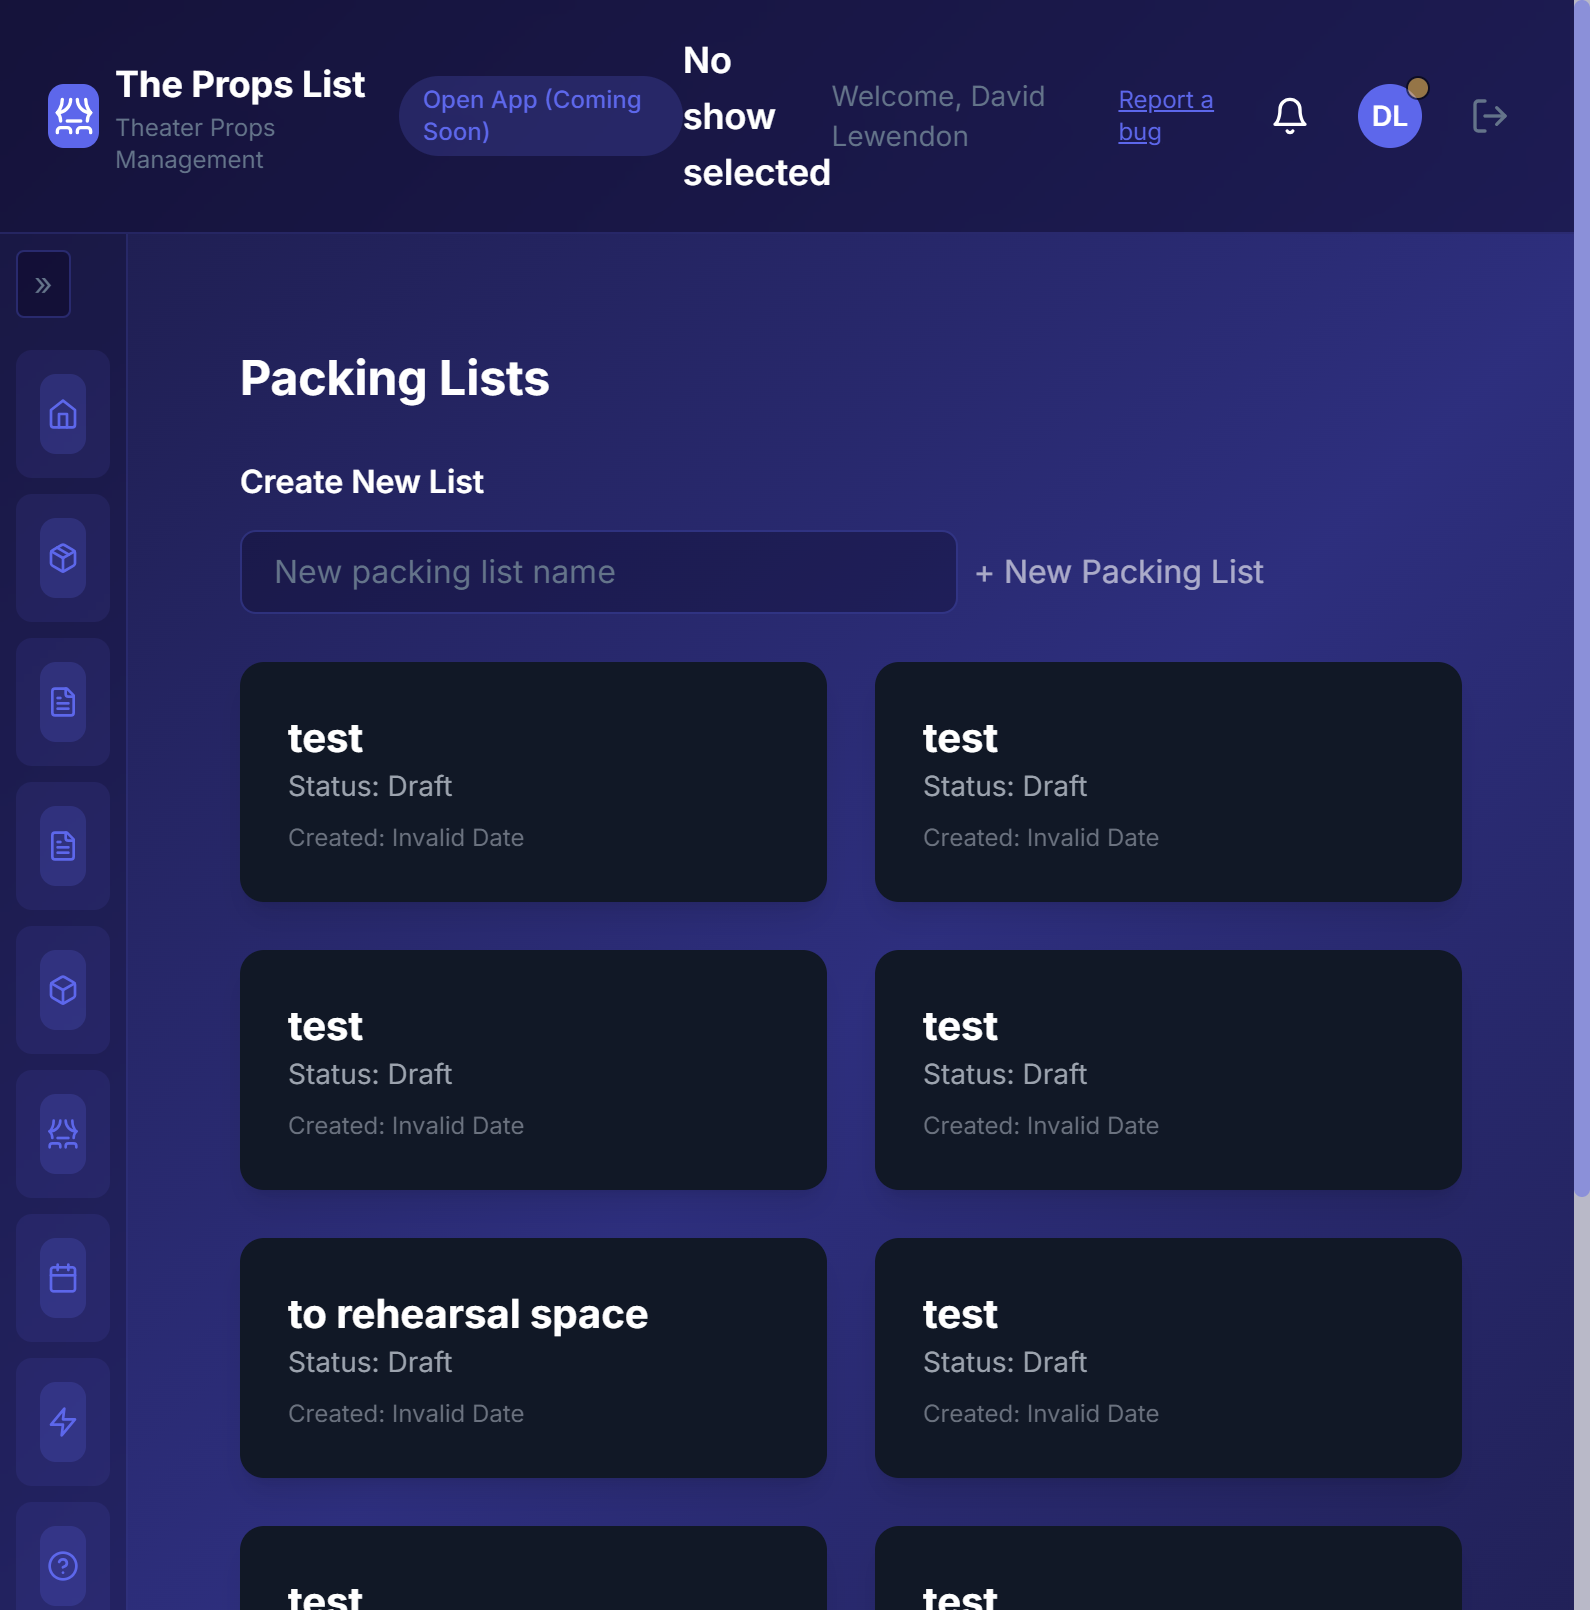 The Props List
Theater Props
Management
Open App (Coming
Soon)
No
show
selected
Welcome, David
Lewendon
Report a
bug
DL
Packing Lists
Create New List
New packing list name
+ New Packing List
test
Status: Draft
Created: Invalid Date
test
Status: Draft
Created: Invalid Date
test
Status: Draft
Created: Invalid Date
test
Status: Draft
Created: Invalid Date
to rehearsal space
Status: Draft
Created: Invalid Date
test
Status: Draft
Created: Invalid Date
test
test